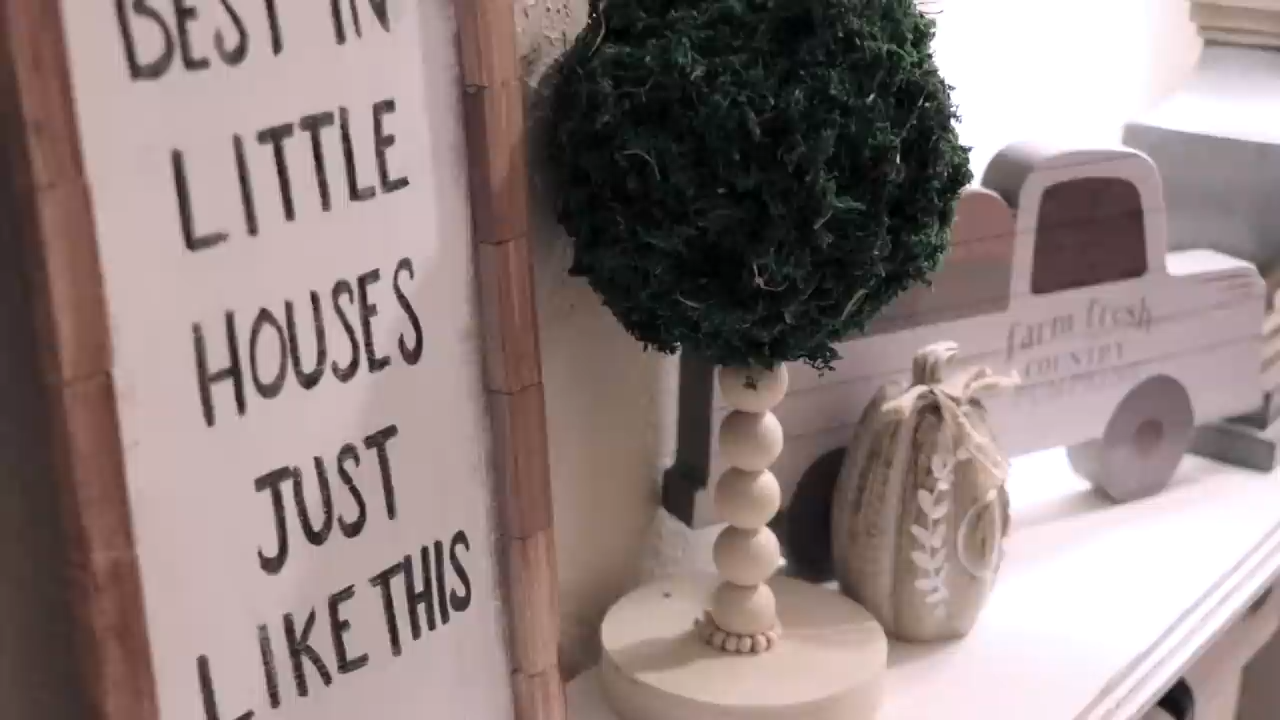 BEST IN
LITTLE
HOUSES
JUST
LIKE THIS
farm fresh
COUNTRY